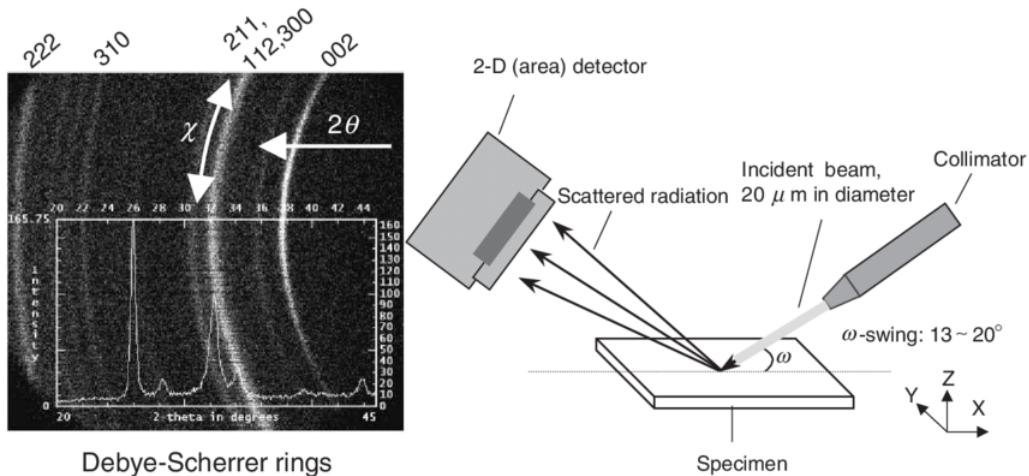 222
310
211,
112,300
002
χ
2θ
20 22 24 26 28 30 32 34 36 38 40 42 44
165.75
intensity
160
150
140
130
120
110
100
90
80
70
60
50
40
30
20
10
0
0
20 2-theta in degrees 45
Debye-Scherrer rings
2-D (area) detector
Scattered radiation
Incident beam,
20 μm in diameter
Collimator
ω
ω-swing: 13~20°
Z
Y
X
Specimen